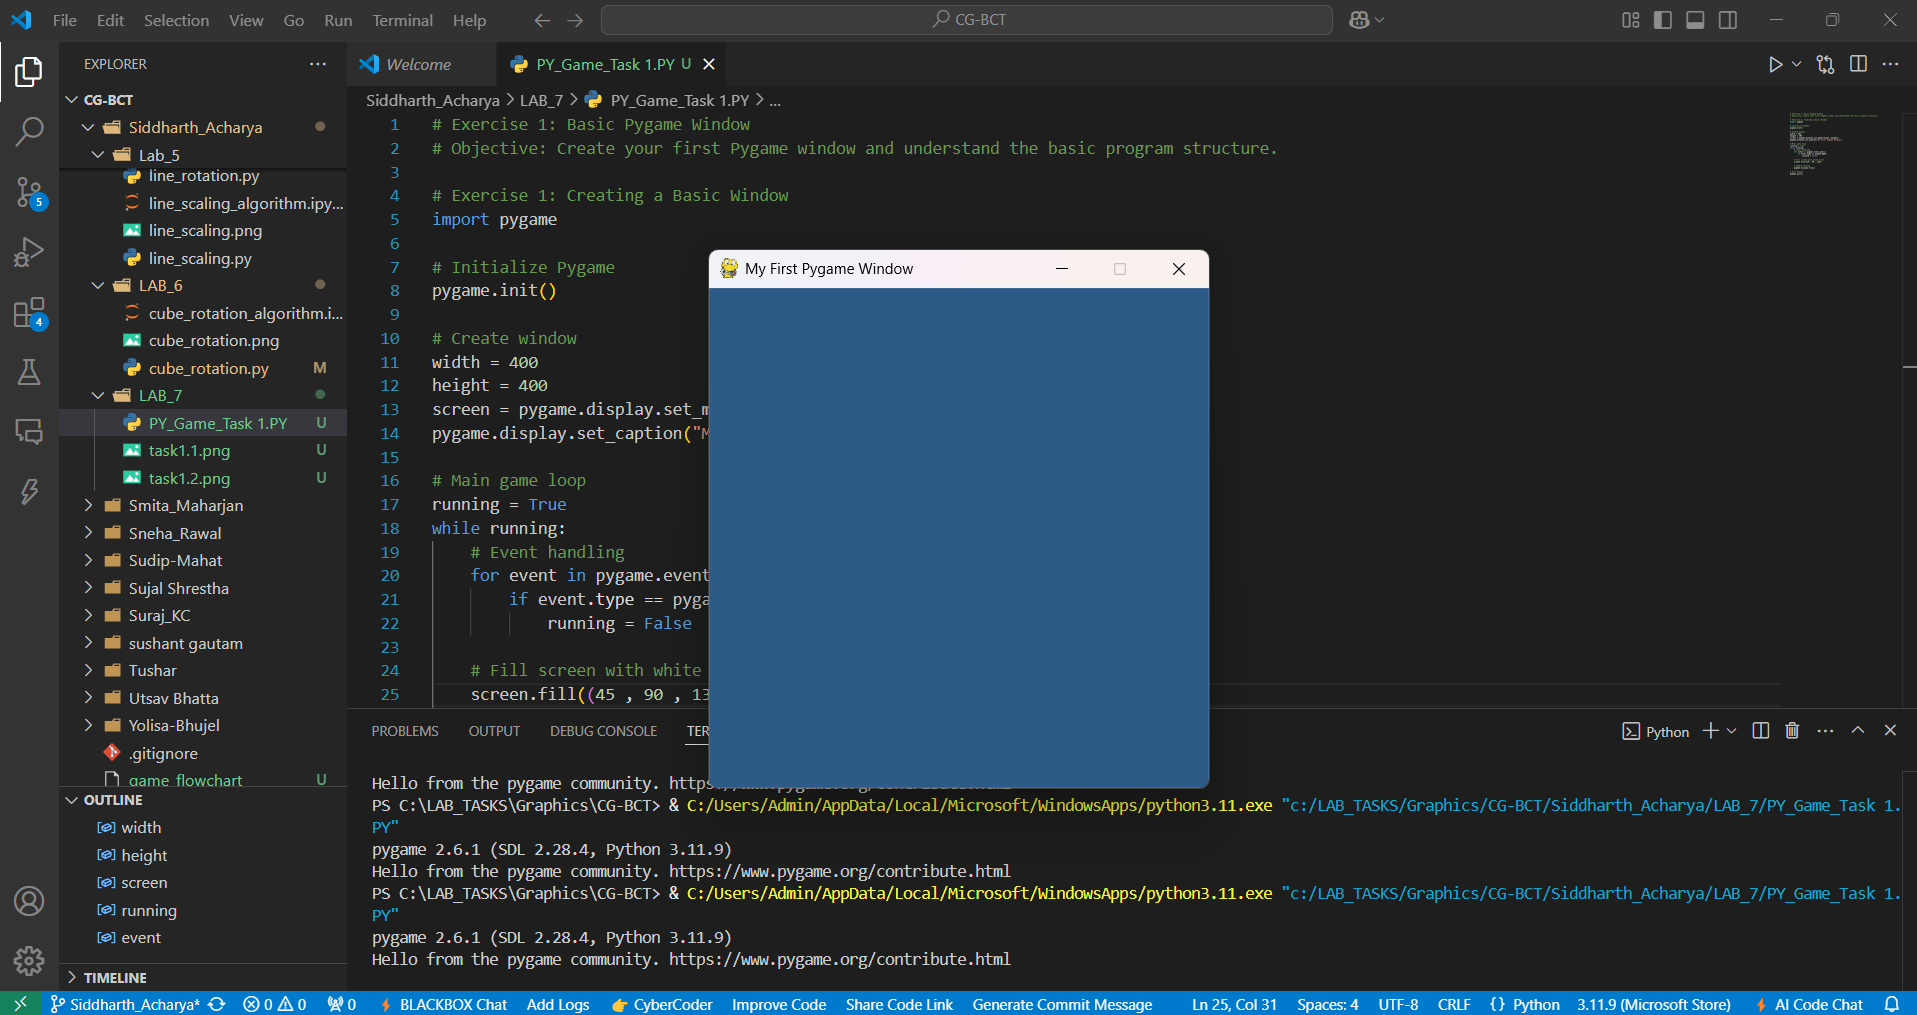 File Edit Selection View Go Run Terminal Help
CG-BCT
EXPLORER
CG-BCT
Siddharth_Acharya
Lab_5
line_rotation.py
line_scaling_algorithm.ipy...
line_scaling.png
line_scaling.py
LAB_6
cube_rotation_algorithm.i...
cube_rotation.png
cube_rotation.py M
LAB_7
PY_Game_Task 1.PY U
task1.1.png U
task1.2.png U
Smita_Maharjan
Sneha_Rawal
Sudip-Mahat
Sujal Shrestha
Suraj_KC
sushant gautam
Tushar
Utsav Bhatta
Yolisa-Bhujel
.gitignore
game_flowchart U
OUTLINE
width
height
screen
running
event
TIMELINE
5
4
Welcome
PY_Game_Task 1.PY U
Siddharth_Acharya > LAB_7 > PY_Game_Task 1.PY > ...
1 # Exercise 1: Basic Pygame Window
2 # Objective: Create your first Pygame window and understand the basic program structure.
3
4 # Exercise 1: Creating a Basic Window
5 import pygame
6
7 # Initialize Pygame
8 pygame.init()
9
10 # Create window
11 width = 400
12 height = 400
13 screen = pygame.display.set_m
14 pygame.display.set_caption("M
15
16 # Main game loop
17 running = True
18 while running:
19 # Event handling
20 for event in pygame.event
21 if event.type == pyga
22 running = False
23
24 # Fill screen with white
25 screen.fill((45 , 90 , 13
My First Pygame Window
PROBLEMS OUTPUT DEBUG CONSOLE TER
Python
Hello from the pygame community. https://www.pygame.org/contribute.html
PS C:\LAB_TASKS\Graphics\CG-BCT> & C:/Users/Admin/AppData/Local/Microsoft/WindowsApps/python3.11.exe "c:/LAB_TASKS/Graphics/CG-BCT/Siddharth_Acharya/LAB_7/PY_Game_Task 1.
PY"
pygame 2.6.1 (SDL 2.28.4, Python 3.11.9)
Hello from the pygame community. https://www.pygame.org/contribute.html
PS C:\LAB_TASKS\Graphics\CG-BCT> & C:/Users/Admin/AppData/Local/Microsoft/WindowsApps/python3.11.exe "c:/LAB_TASKS/Graphics/CG-BCT/Siddharth_Acharya/LAB_7/PY_Game_Task 1.
PY"
pygame 2.6.1 (SDL 2.28.4, Python 3.11.9)
Hello from the pygame community. https://www.pygame.org/contribute.html
Siddharth_Acharya* 0 0 0 BLACKBOX Chat Add Logs CyberCoder Improve Code Share Code Link Generate Commit Message Ln 25, Col 31 Spaces: 4 UTF-8 CRLF {} Python 3.11.9 (Microsoft Store) AI Code Chat